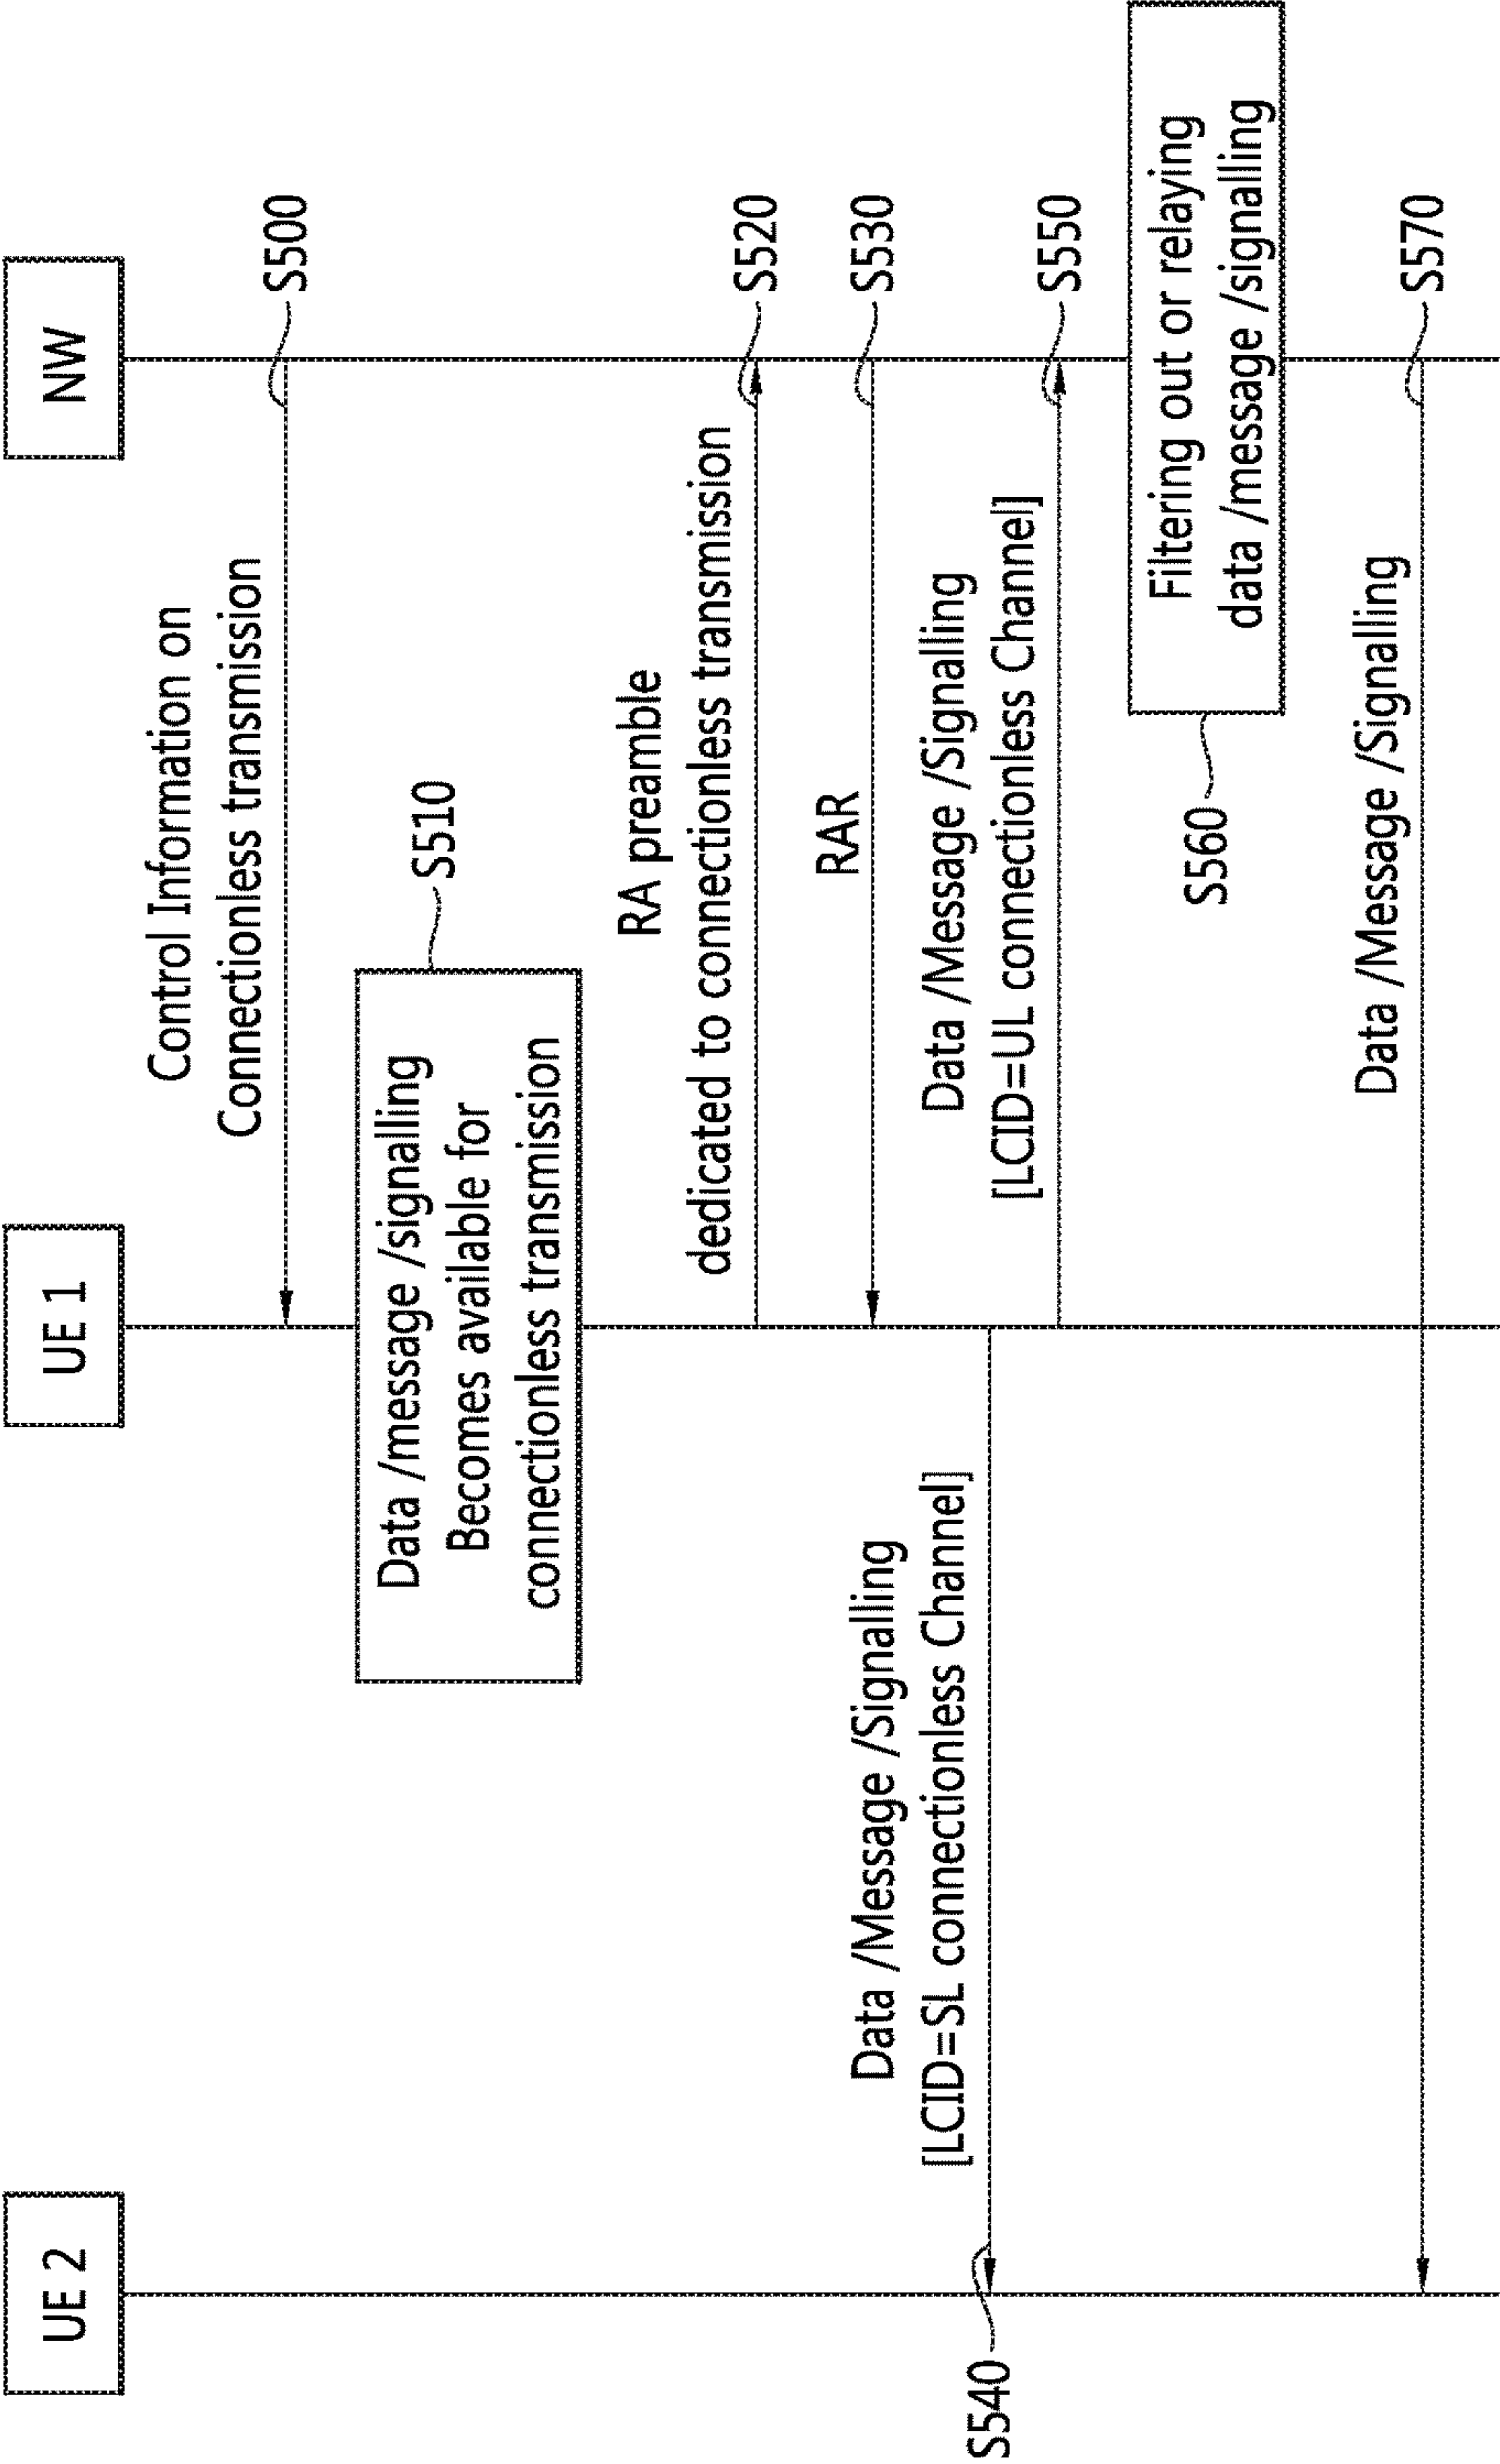 UE 2
UE 1
NW
Control Information on
Connectionless transmission
S500
Data /message /signalling
Becomes available for
connectionless transmission
S510
RA preamble
dedicated to connectionless transmission
S520
RAR
S530
Data /Message /Signalling
[LCID=SL connectionless Channel]
S540
Data /Message /Signalling
[LCID=UL connectionless Channel]
S550
Filtering out or relaying
data /message /signalling
S560
Data /Message /Signalling
S570